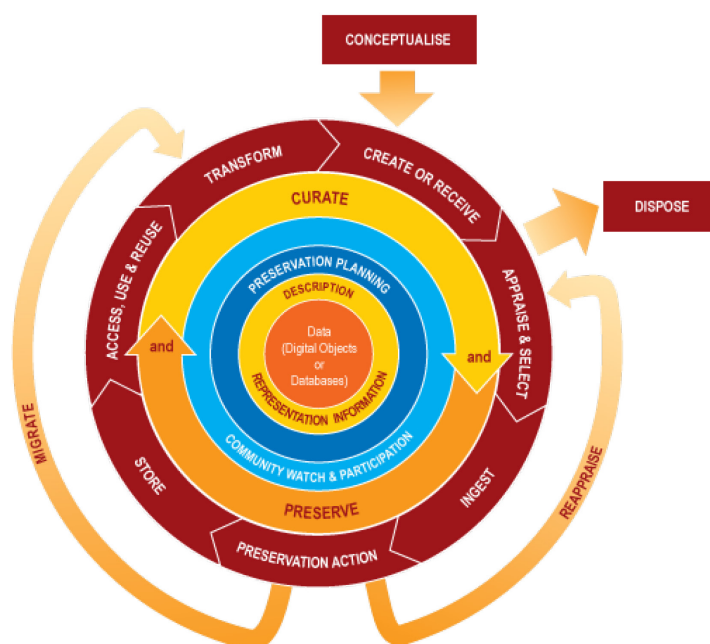 CONCEPTUALISE
DISPOSE
TRANSFORM
CREATE OR RECEIVE
APPRAISE & SELECT
INGEST
PRESERVATION ACTION
STORE
ACCESS, USE & REUSE
CURATE
and
PRESERVE
and
COMMUNITY WATCH & PARTICIPATION
PRESERVATION PLANNING
DESCRIPTION
REPRESENTATION INFORMATION
Data
(Digital Objects
or
Databases)
MIGRATE
REAPPRAISE